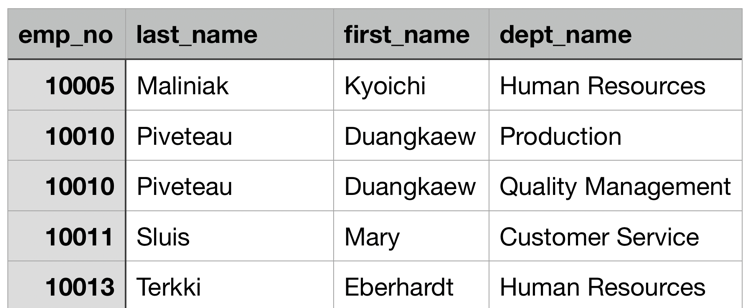 emp_no last_name first_name dept_name
10005 Maliniak Kyoichi Human Resources
10010 Piveteau Duangkaew Production
10010 Piveteau Duangkaew Quality Management
10011 Sluis Mary Customer Service
10013 Terkki Eberhardt Human Resources